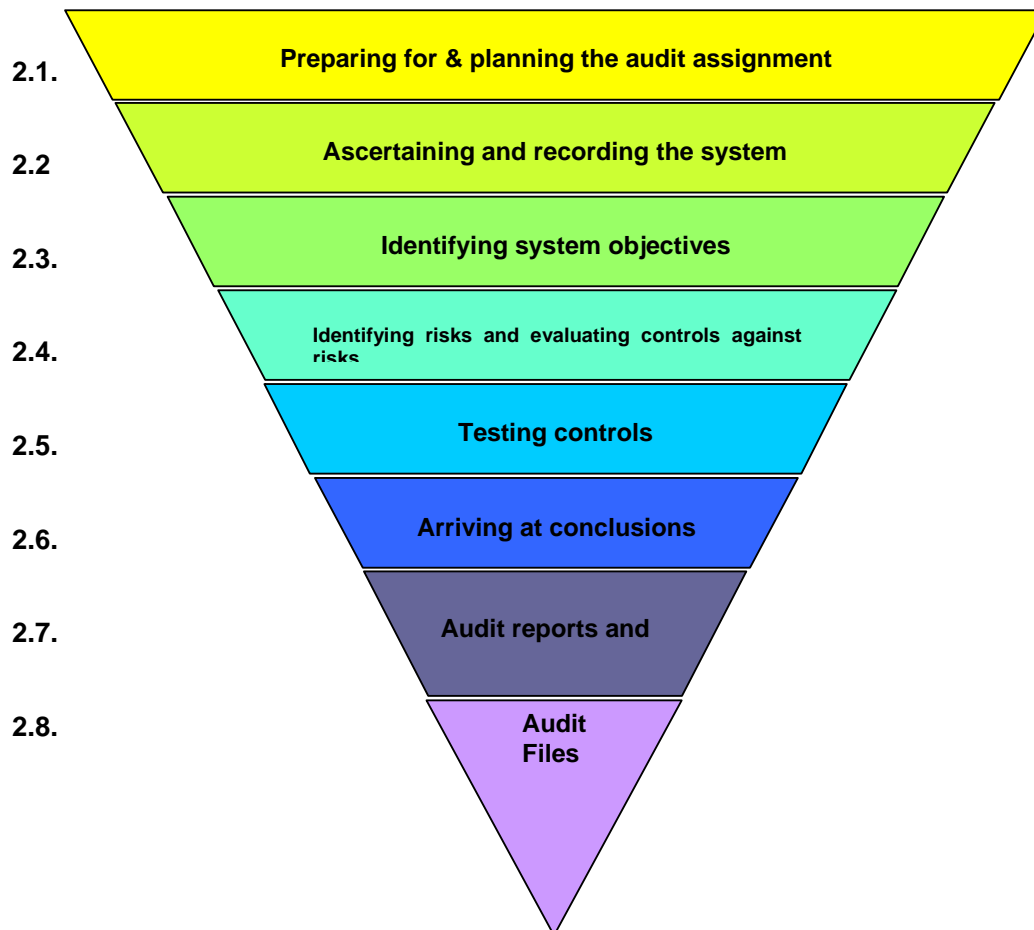 2.1. Preparing for & planning the audit assignment
2.2 Ascertaining and recording the system
2.3. Identifying system objectives
2.4. Identifying risks and evaluating controls against
risks
2.5. Testing controls
2.6. Arriving at conclusions
2.7. Audit reports and
2.8. Audit
Files